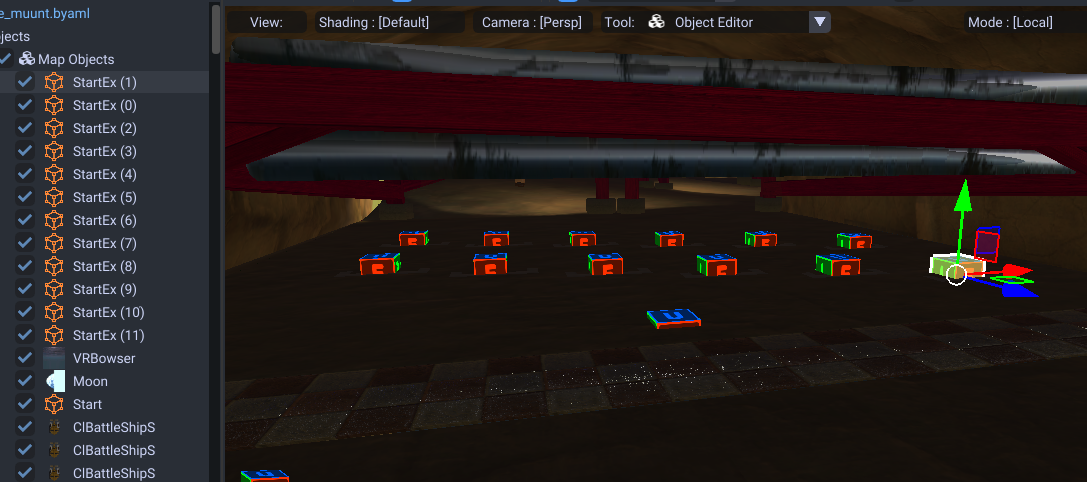 e_muunt.byaml
View:
Shading : [Default]
Camera : [Persp]
Tool:
Object Editor
Mode : [Local]
jects
Map Objects
StartEx (1)
StartEx (0)
StartEx (2)
StartEx (3)
StartEx (4)
StartEx (5)
StartEx (6)
StartEx (7)
StartEx (8)
StartEx (9)
StartEx (10)
StartEx (11)
VRBowser
Moon
Start
ClBattleShipS
ClBattleShipS
ClBattleShipS
U